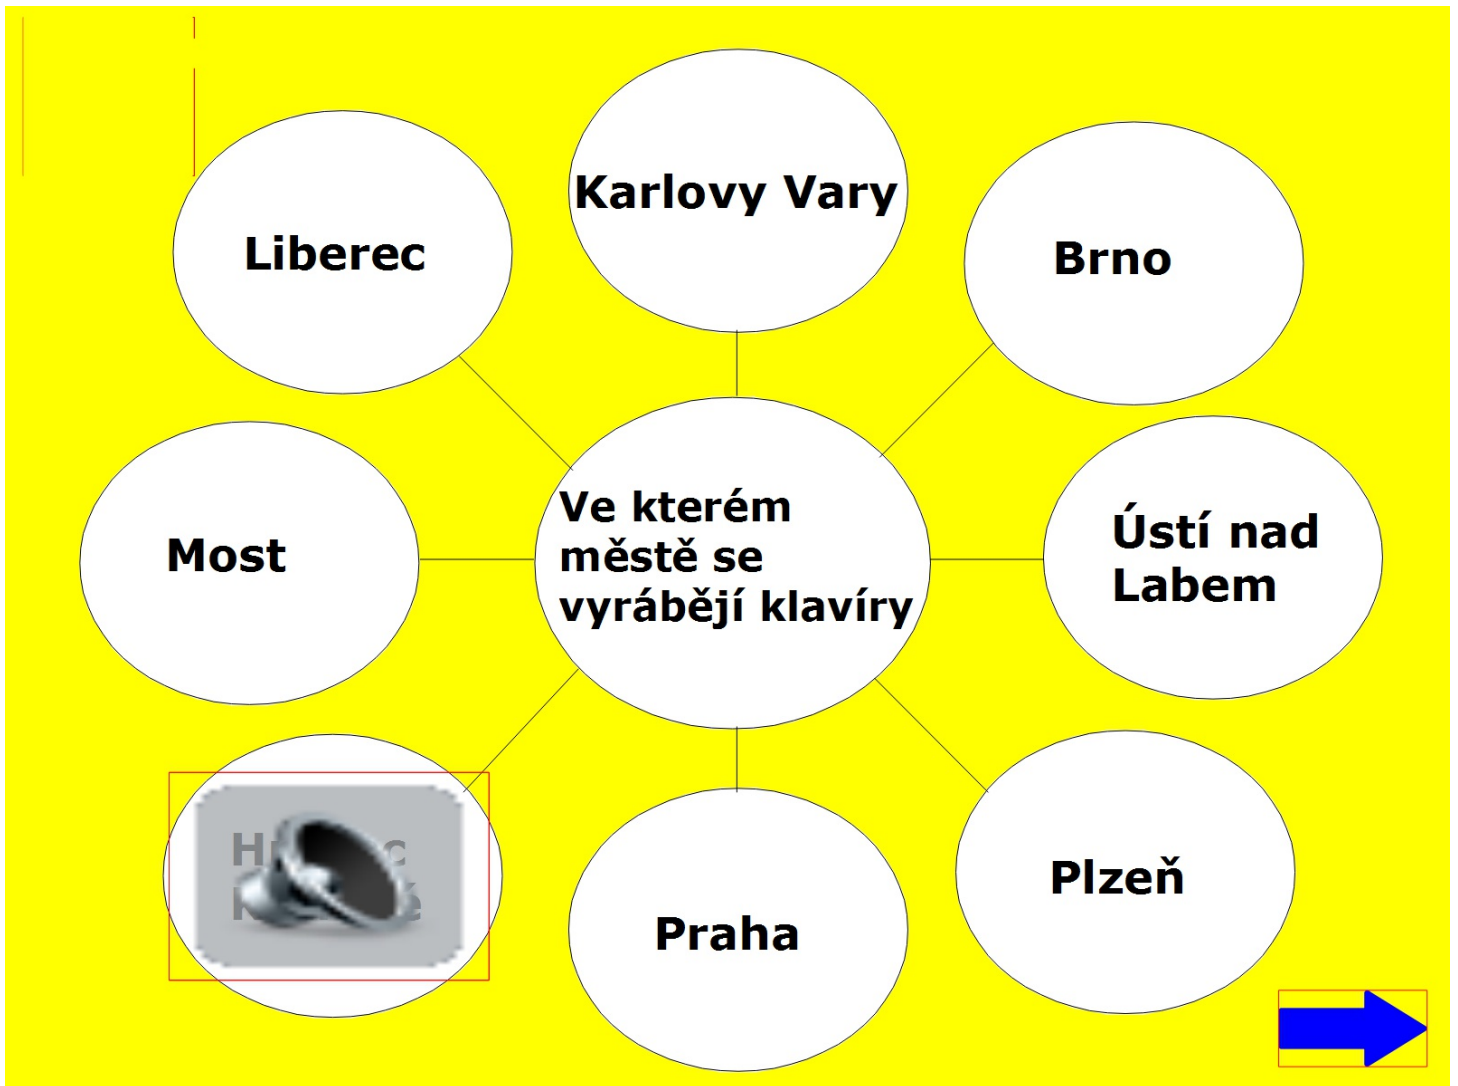 Karlovy Vary
Liberec
Brno
Ve kterém
městě se
vyrábějí klavíry
Most
Ústí nad
Labem
Plzeň
Praha